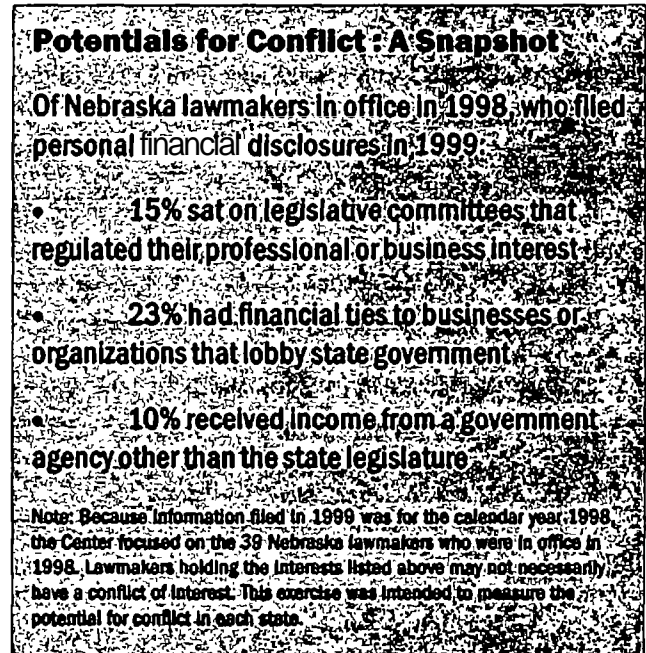 Potentials for Conflict : A Snapshot
Of Nebraska lawmakers in office in 1998, who filed
personal financial disclosures in 1999:
• 15% sat on legislative committees that
regulated their professional or business interest
• 23% had financial ties to businesses or
organizations that lobby state government
• 10% received income from a government
agency other than the state legislature
Note: Because information filed in 1999 was for the calendar year 1998,
the Center focused on the 39 Nebraska lawmakers who were in office in
1998. Lawmakers holding the interests listed above may not necessarily
have a conflict of interest. This exercise was intended to measure the
potential for conflict in each state.